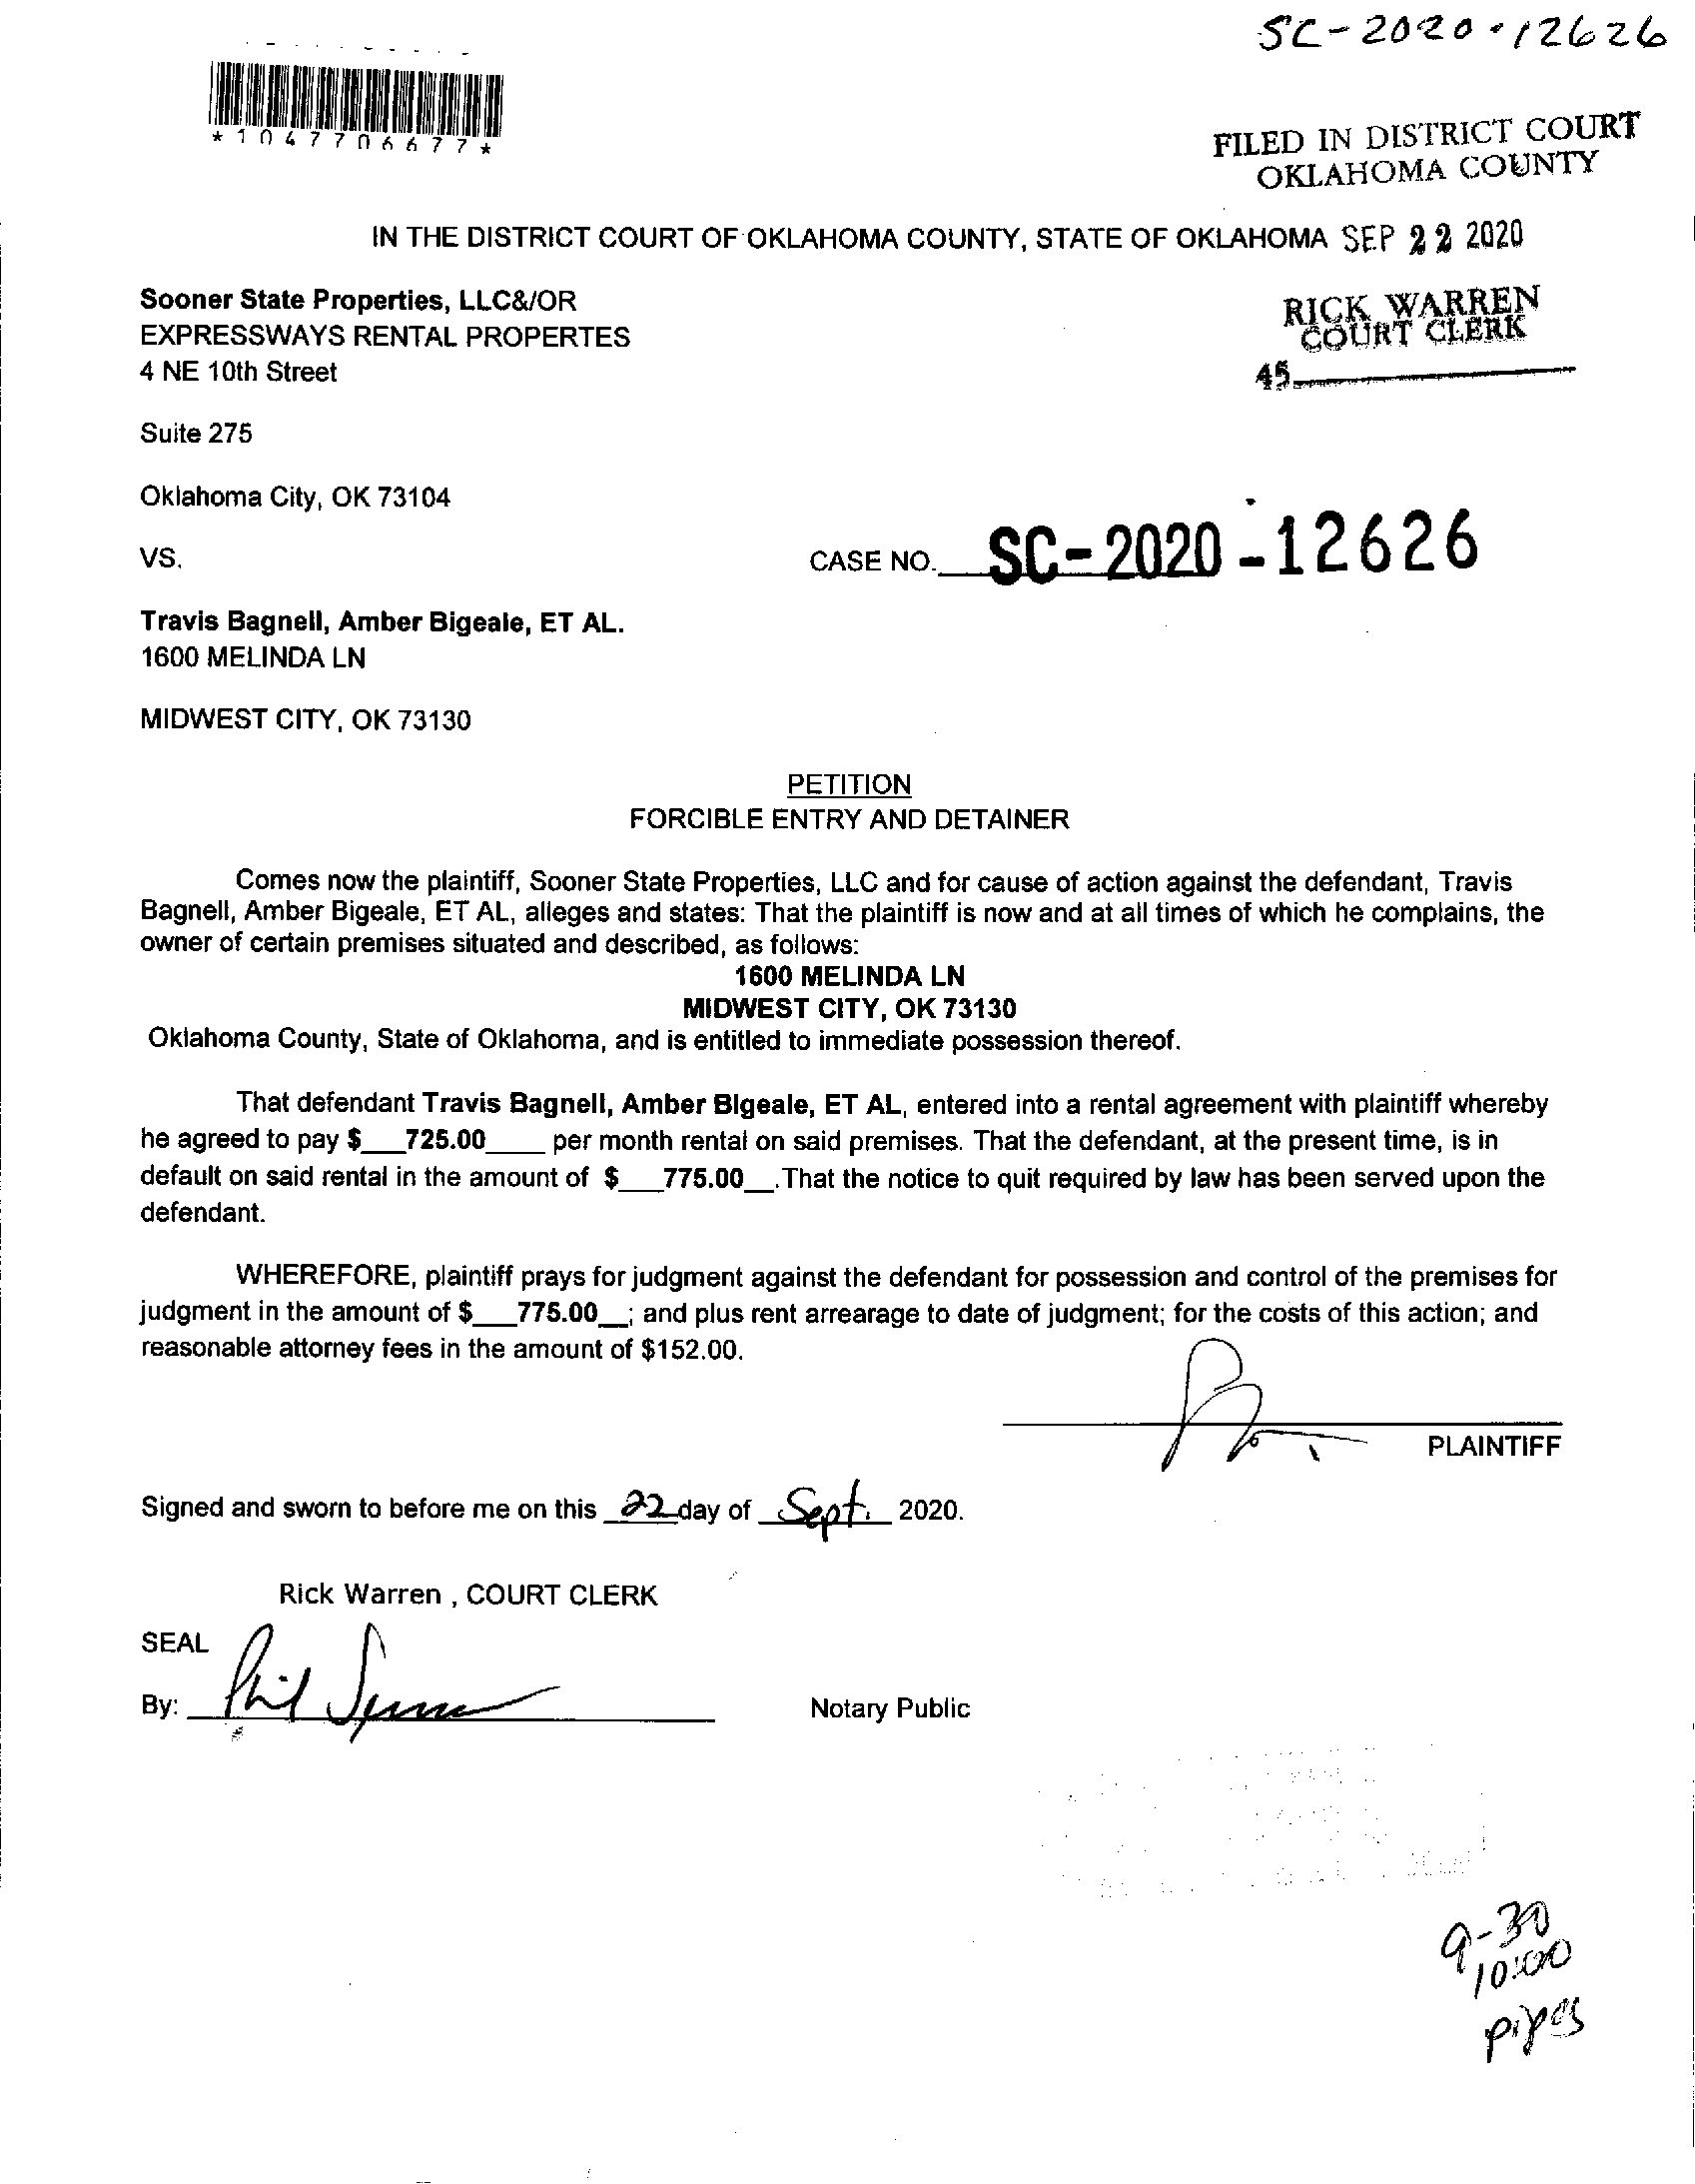 SC-2020-12626
*1047706677*
FILED IN DISTRICT COURT
OKLAHOMA COUNTY
IN THE DISTRICT COURT OF OKLAHOMA COUNTY, STATE OF OKLAHOMA SEP 22 2020
Sooner State Properties, LLC&/OR
RICK WARREN
EXPRESSWAYS RENTAL PROPERTES
COURT CLERK
4 NE 10th Street
45
Suite 275
Oklahoma City, OK 73104
VS.
CASE NO. SC-2020-12626
Travis Bagnell, Amber Bigeale, ET AL.
1600 MELINDA LN
MIDWEST CITY, OK 73130
PETITION
FORCIBLE ENTRY AND DETAINER
Comes now the plaintiff, Sooner State Properties, LLC and for cause of action against the defendant, Travis
Bagnell, Amber Bigeale, ET AL, alleges and states: That the plaintiff is now and at all times of which he complains, the
owner of certain premises situated and described, as follows:
1600 MELINDA LN
MIDWEST CITY, OK 73130
Oklahoma County, State of Oklahoma, and is entitled to immediate possession thereof.
That defendant Travis Bagnell, Amber Bigeale, ET AL, entered into a rental agreement with plaintiff whereby
he agreed to pay $___725.00____ per month rental on said premises. That the defendant, at the present time, is in
default on said rental in the amount of $___775.00__.That the notice to quit required by law has been served upon the
defendant.
WHEREFORE, plaintiff prays for judgment against the defendant for possession and control of the premises for
judgment in the amount of $___775.00__; and plus rent arrearage to date of judgment; for the costs of this action; and
reasonable attorney fees in the amount of $152.00.
PLAINTIFF
Signed and sworn to before me on this 22 day of Sept. 2020.
Rick Warren , COURT CLERK
SEAL
By: Phil
Notary Public
9-30
10:00
pipes